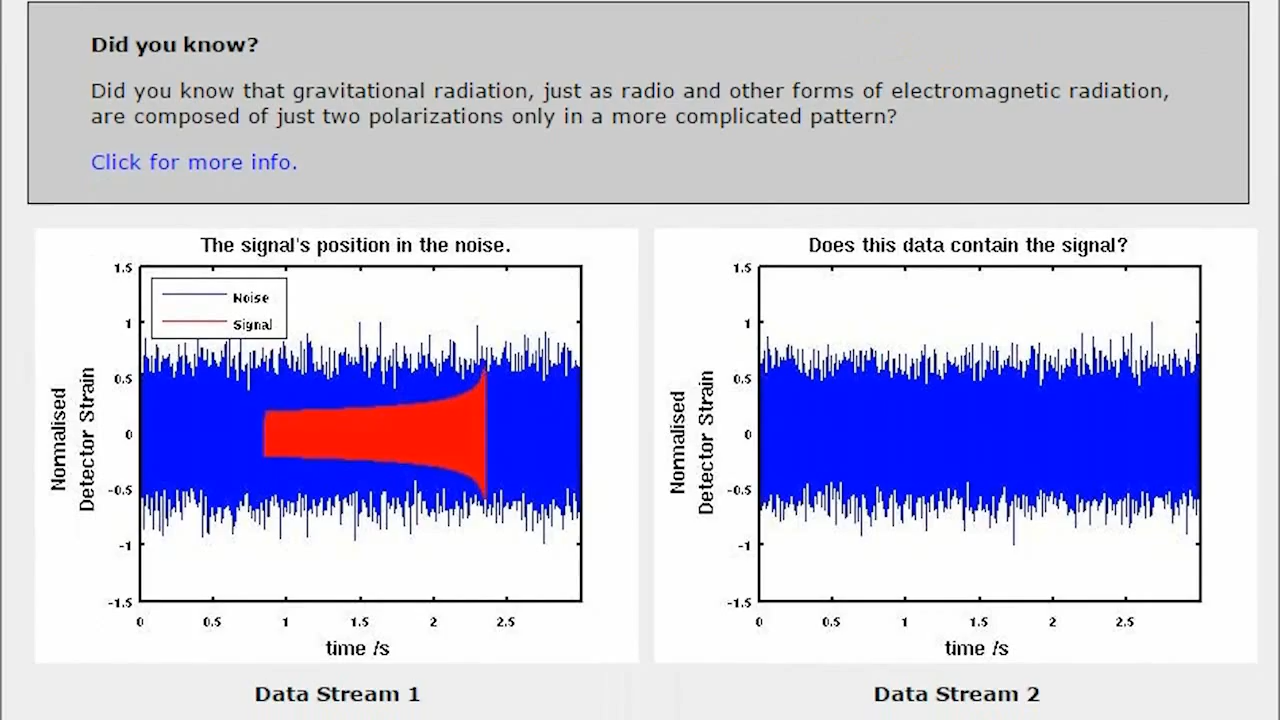 Did you know?
Did you know that gravitational radiation, just as radio and other forms of electromagnetic radiation,
are composed of just two polarizations only in a more complicated pattern?
Click for more info.
The signal's position in the noise.
1.5
1
0.5
0
-0.5
-1
-1.5
Noise
Signal
Normalised
Detector Strain
0 0.5 1 1.5 2 2.5
time /s
Data Stream 1
Does this data contain the signal?
1.5
1
0.5
0
-0.5
-1
-1.5
Normalised
Detector Strain
0 0.5 1 1.5 2 2.5
time /s
Data Stream 2